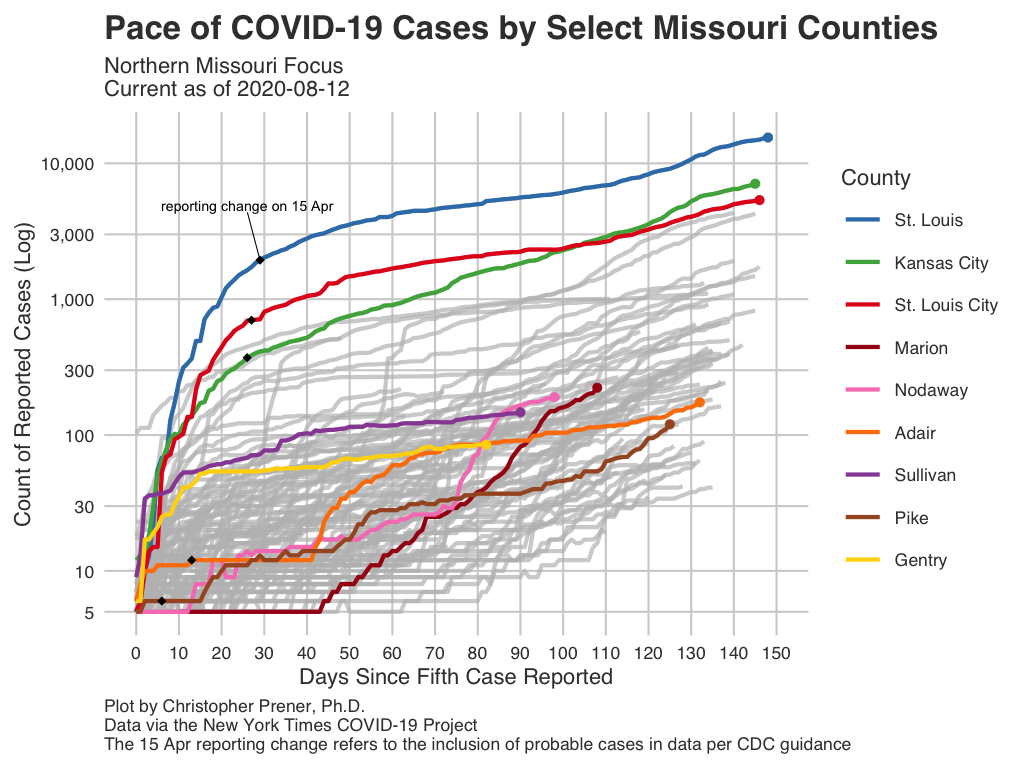 Pace of COVID-19 Cases by Select Missouri Counties
Northern Missouri Focus
Current as of 2020-08-12
Count of Reported Cases (Log)
10,000
3,000
1,000
300
100
30
10
5
reporting change on 15 Apr
0 10 20 30 40 50 60 70 80 90 100 110 120 130 140 150
Days Since Fifth Case Reported
County
St. Louis
Kansas City
St. Louis City
Marion
Nodaway
Adair
Sullivan
Pike
Gentry
Plot by Christopher Prener, Ph.D.
Data via the New York Times COVID-19 Project
The 15 Apr reporting change refers to the inclusion of probable cases in data per CDC guidance